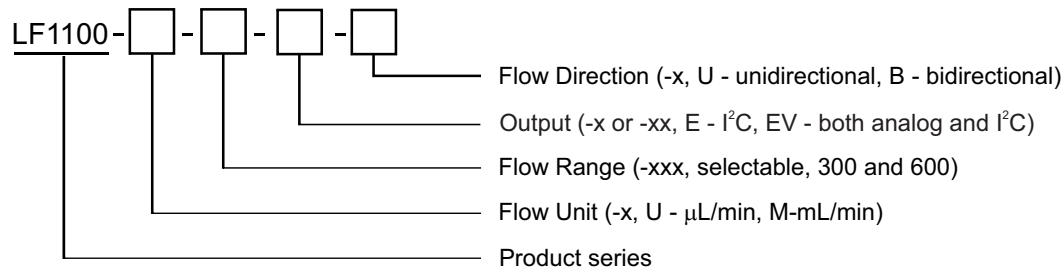 LF1100- - - -
Flow Direction (-x, U - unidirectional, B - bidirectional)
Output (-x or -xx, E - I²C, EV - both analog and I²C)
Flow Range (-xxx, selectable, 300 and 600)
Flow Unit (-x, U - μL/min, M-mL/min)
Product series